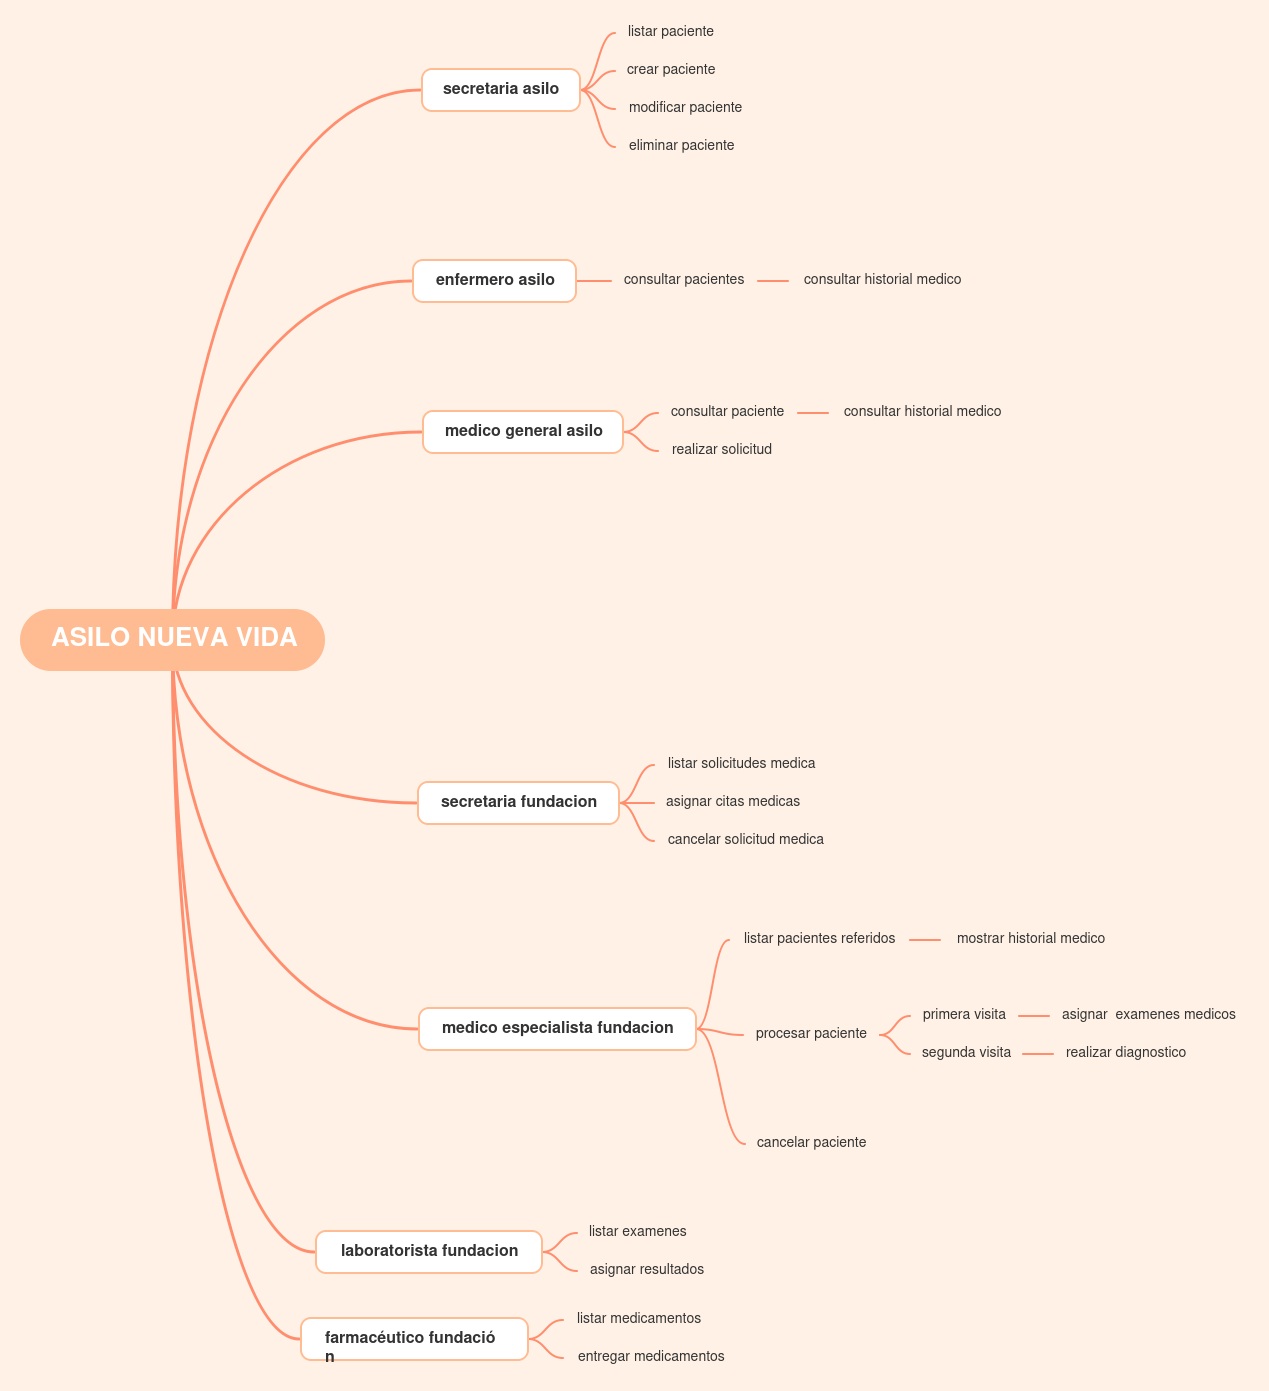 listar paciente
crear paciente
secretaria asilo
modificar paciente
eliminar paciente
enfermero asilo
consultar pacientes
consultar historial medico
consultar paciente
consultar historial medico
medico general asilo
realizar solicitud
ASILO NUEVA VIDA
listar solicitudes medica
secretaria fundacion
asignar citas medicas
cancelar solicitud medica
listar pacientes referidos
mostrar historial medico
medico especialista fundacion
procesar paciente
primera visita
asignar  examenes medicos
segunda visita
realizar diagnostico
cancelar paciente
listar examenes
laboratorista fundacion
asignar resultados
listar medicamentos
farmacéutico fundació
n
entregar medicamentos